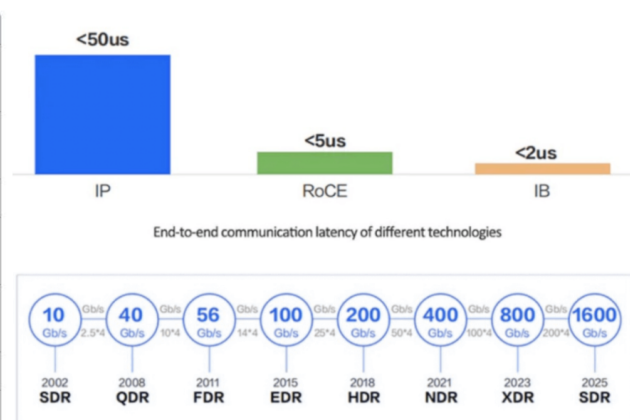 <50us
<5us
<2us
IP RoCE IB
End-to-end communication latency of different technologies
10 40 56 100 200 400 800 1600
Gb/s Gb/s Gb/s Gb/s Gb/s Gb/s Gb/s Gb/s
Gb/s Gb/s Gb/s Gb/s Gb/s Gb/s Gb/s
2.5*4 10*4 14*4 25*4 50*4 100*4 200*4
2002 2008 2011 2015 2018 2021 2023 2025
SDR QDR FDR EDR HDR NDR XDR SDR